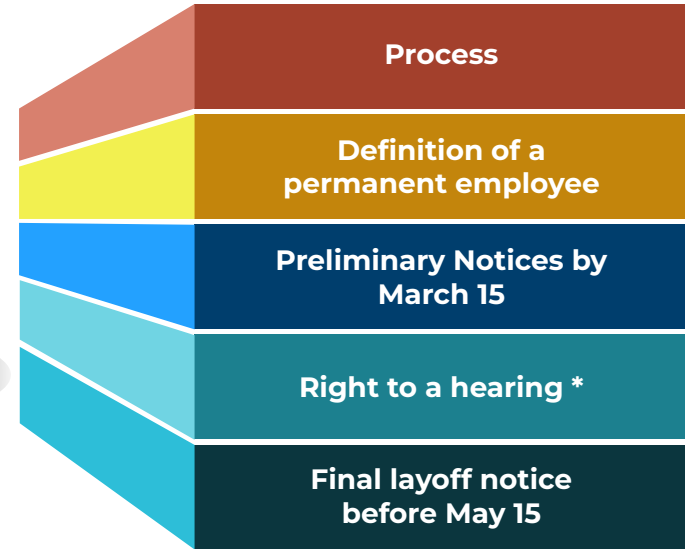 Process
Definition of a
permanent employee
Preliminary Notices by
March 15
Right to a hearing *
Final layoff notice
before May 15